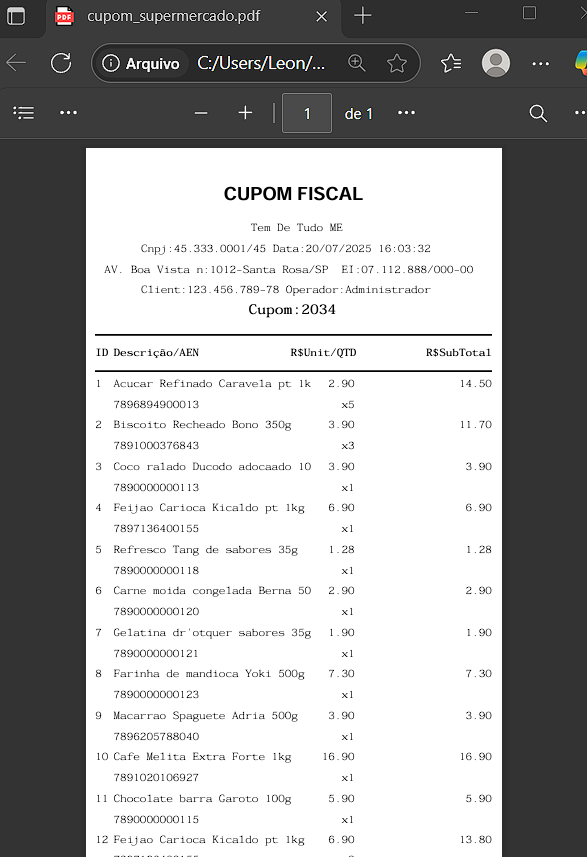 cupom_supermercado.pdf
Arquivo C:/Users/Leon/...
1 de 1
CUPOM FISCAL
Tem De Tudo ME
Cnpj:45.333.0001/45 Data:20/07/2025 16:03:32
AV. Boa Vista n:1012-Santa Rosa/SP EI:07.112.888/000-00
Client:123.456.789-78 Operador:Administrador
Cupom:2034
ID Descrição/AEN R$Unit/QTD R$SubTotal
1 Acucar Refinado Caravela pt 1k 2.90 14.50
7896894900013 x5
2 Biscoito Recheado Bono 350g 3.90 11.70
7891000376843 x3
3 Coco ralado Ducodo adocaado 10 3.90 3.90
7890000000113 x1
4 Feijao Carioca Kicaldo pt 1kg 6.90 6.90
7897136400155 x1
5 Refresco Tang de sabores 35g 1.28 1.28
7890000000118 x1
6 Carne moida congelada Berna 50 2.90 2.90
7890000000120 x1
7 Gelatina dr'otquer sabores 35g 1.90 1.90
7890000000121 x1
8 Farinha de mandioca Yoki 500g 7.30 7.30
7890000000123 x1
9 Macarrao Spaguete Adria 500g 3.90 3.90
7896205788040 x1
10 Cafe Melita Extra Forte 1kg 16.90 16.90
7891020106927 x1
11 Chocolate barra Garoto 100g 5.90 5.90
7890000000115 x1
12 Feijao Carioca Kicaldo pt 1kg 6.90 13.80